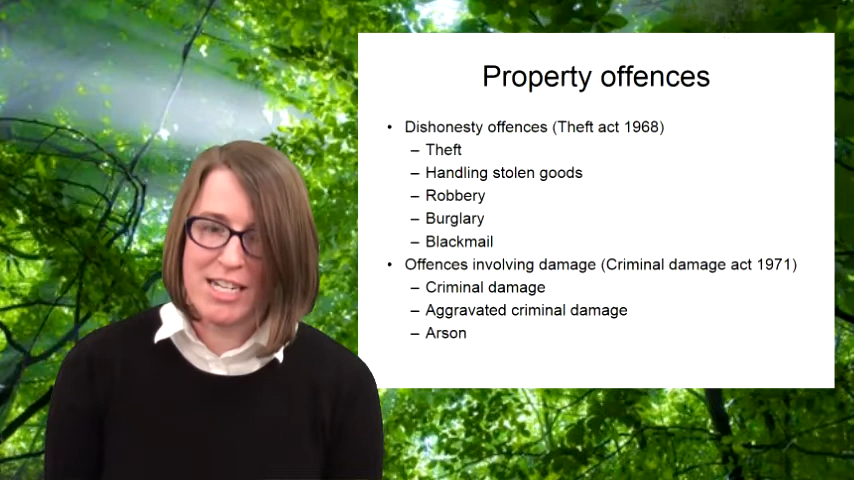 Property offences
• Dishonesty offences (Theft act 1968)
– Theft
– Handling stolen goods
– Robbery
– Burglary
– Blackmail
• Offences involving damage (Criminal damage act 1971)
– Criminal damage
– Aggravated criminal damage
– Arson